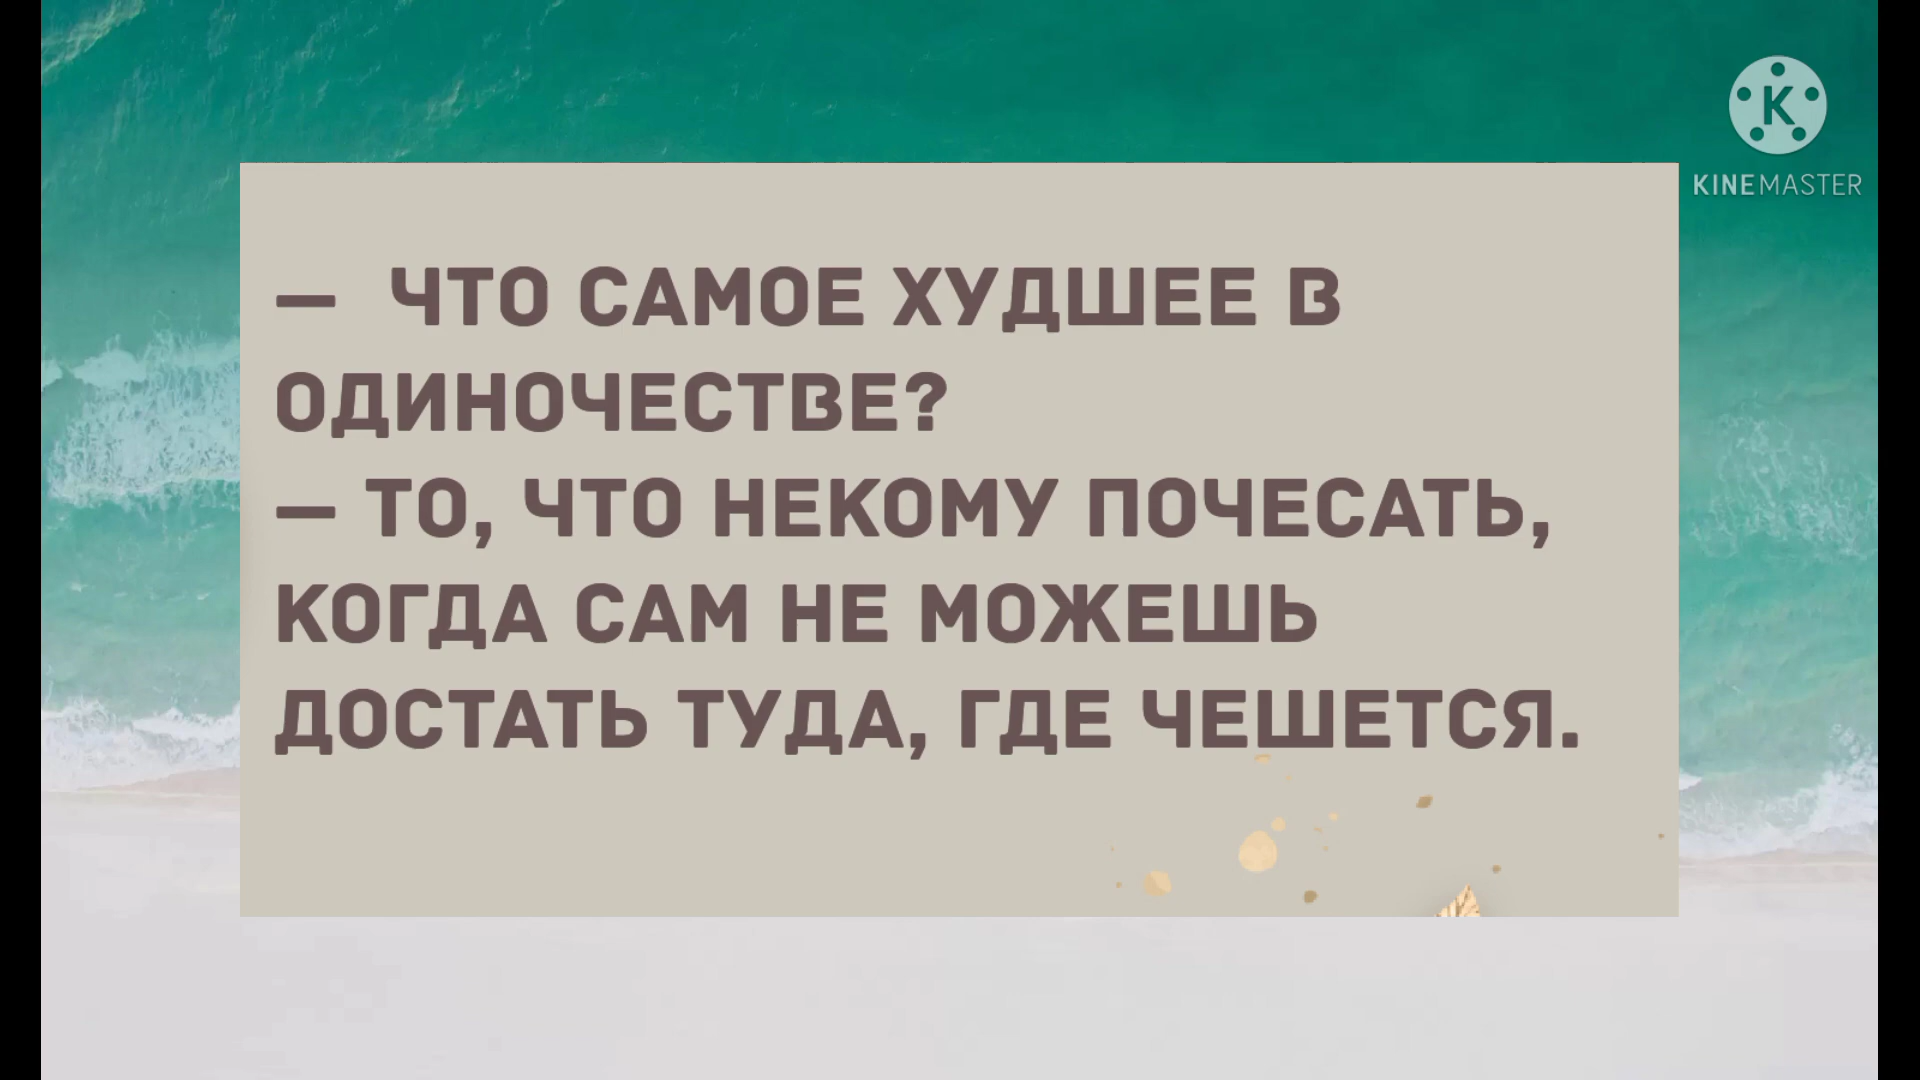 — ЧТО САМОЕ ХУДШЕЕ В
ОДИНОЧЕСТВЕ?
— ТО, ЧТО НЕКОМУ ПОЧЕСАТЬ,
КОГДА САМ НЕ МОЖЕШЬ
ДОСТАТЬ ТУДА, ГДЕ ЧЕШЕТСЯ.
K
KINEMASTER